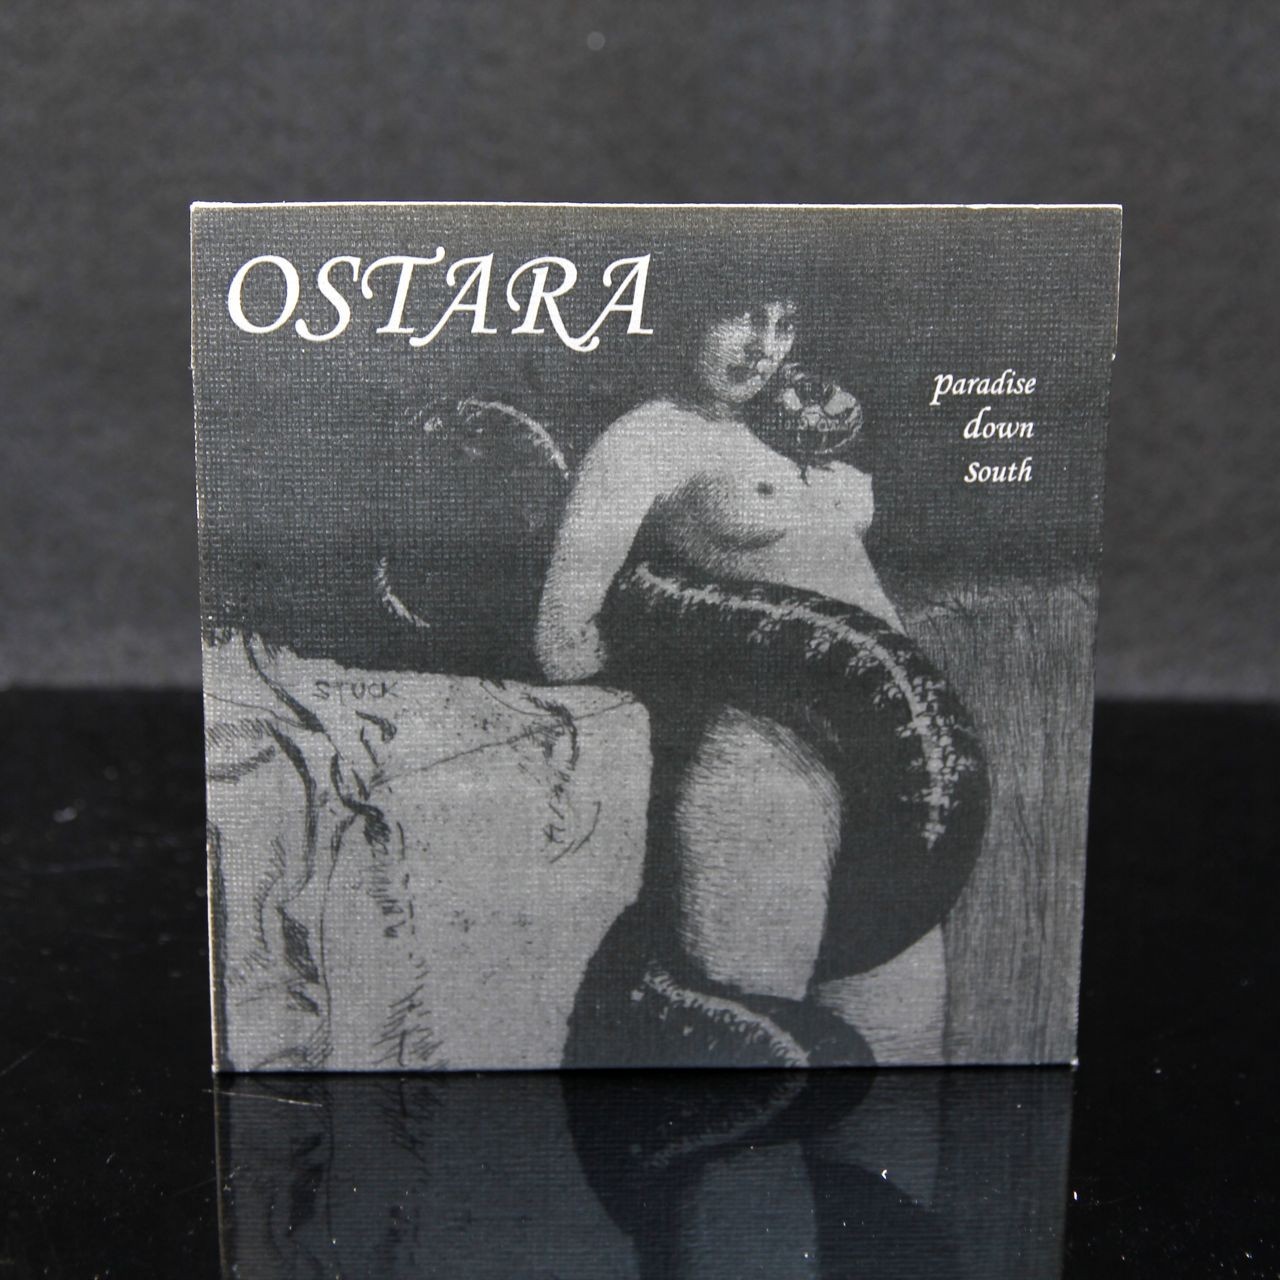 OSTARA
paradise
down
south
STUCK